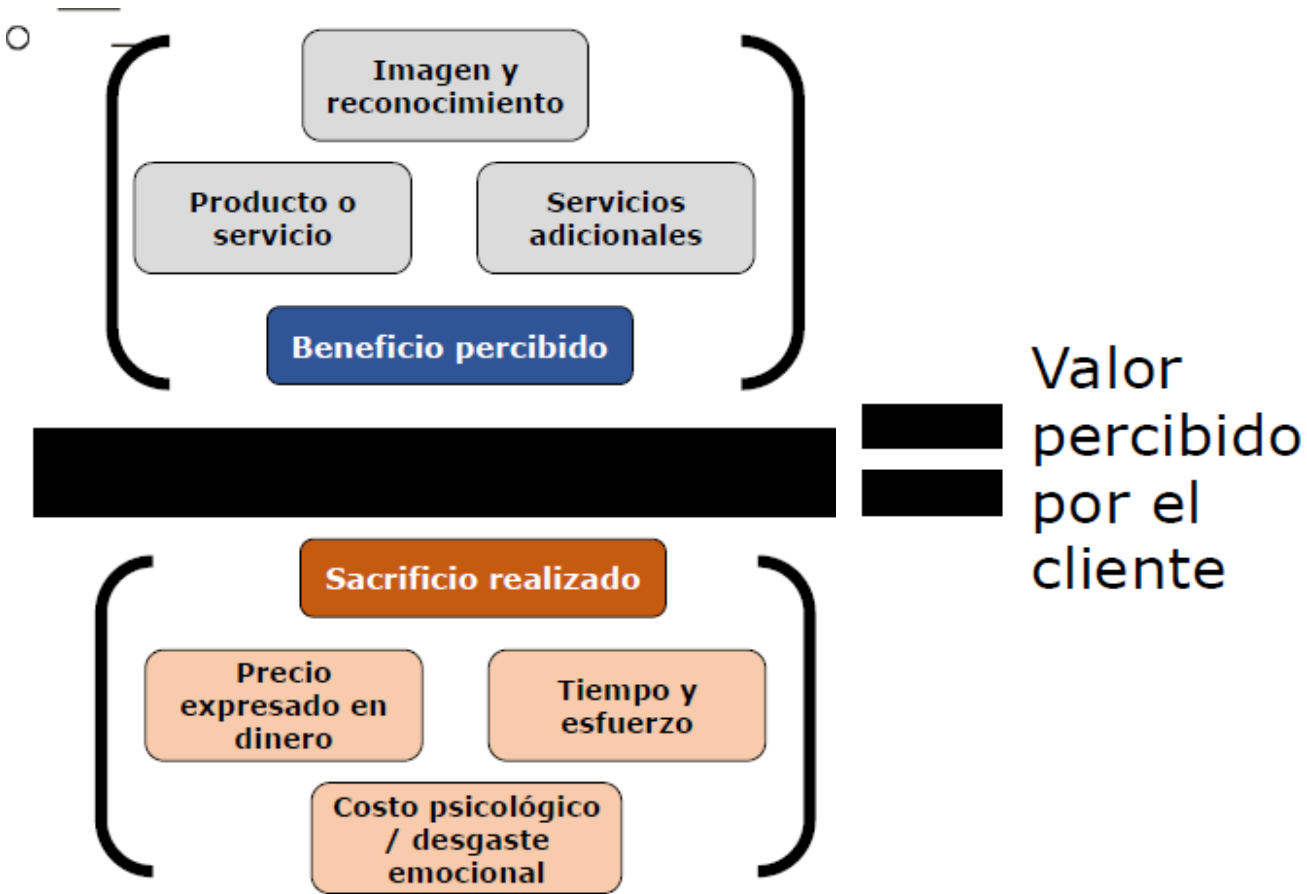 Imagen y
reconocimiento
Producto o
servicio
Servicios
adicionales
Beneficio percibido
Valor
percibido
por el
cliente
Sacrificio realizado
Precio
expresado en
dinero
Tiempo y
esfuerzo
Costo psicológico
/ desgaste
emocional